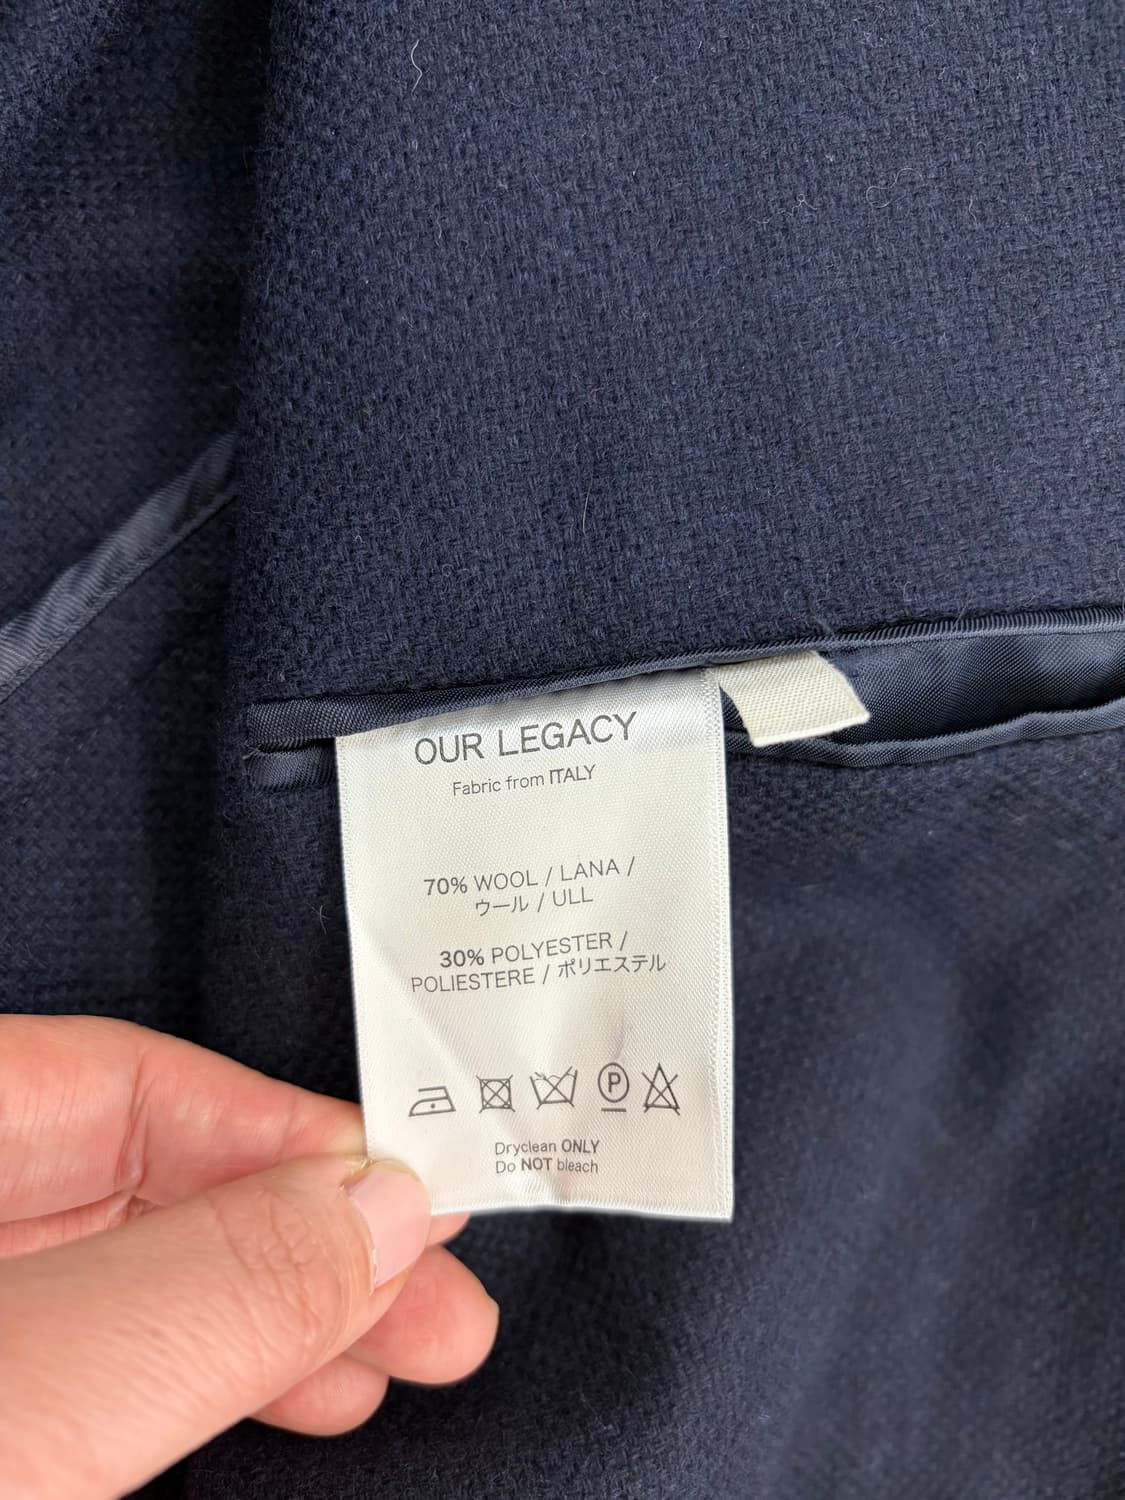 OUR LEGACY
Fabric from ITALY
70% WOOL / LANA /
ウール / ULL
30% POLYESTER /
POLIESTERE / ポリエステル
P
Dryclean ONLY
Do NOT bleach